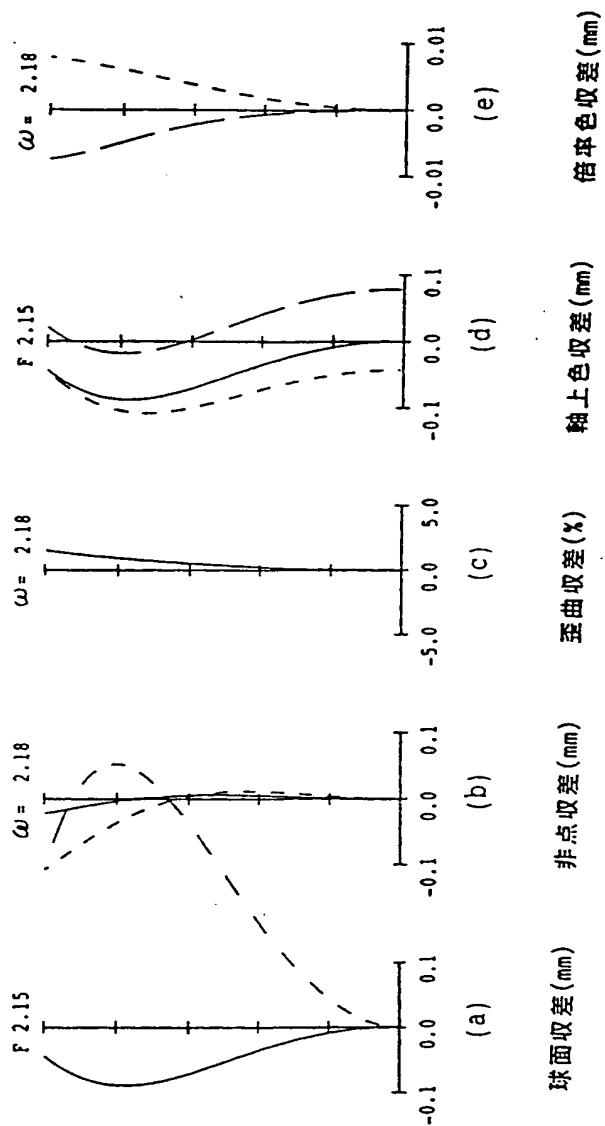 F 2.15
-0.1 0.0 0.1
(a)
球面収差(mm)
ω= 2.18
-0.1 0.0 0.1
(b)
非点収差(mm)
ω= 2.18
-5.0 0.0 5.0
(c)
歪曲収差(%)
F 2.15
-0.1 0.0 0.1
(d)
軸上色収差(mm)
ω= 2.18
-0.01 0.0 0.01
(e)
倍率色収差(mm)